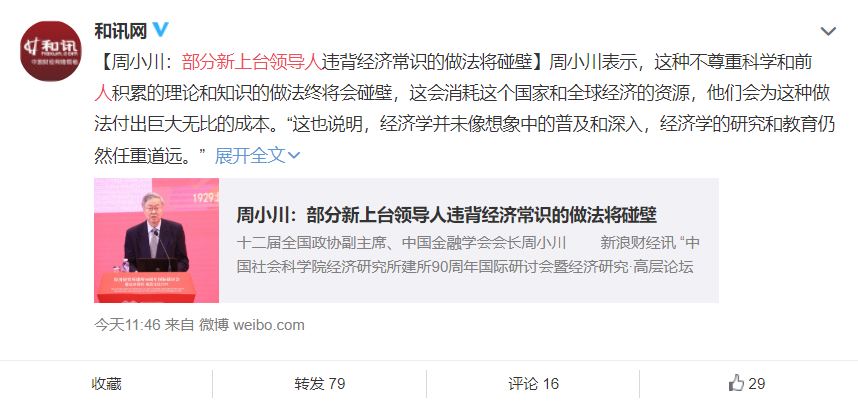 和讯
hexun.com
和讯网
【周小川：部分新上台领导人违背经济常识的做法将碰壁】周小川表示，这种不尊重科学和前
人积累的理论和知识的做法终将会碰壁，这会消耗这个国家和全球经济的资源，他们会为这种做
法付出巨大无比的成本。“这也说明，经济学并未像想象中的普及和深入，经济学的研究和教育仍
然任重道远。” 展开全文
1929
周小川：部分新上台领导人违背经济常识的做法将碰壁
十二届全国政协副主席、中国金融学会会长周小川 新浪财经讯 “中
国社会科学院经济研究所建所90周年国际研讨会暨经济研究·高层论坛
今天11:46 来自 微博 weibo.com
收藏 转发 79 评论 16 29